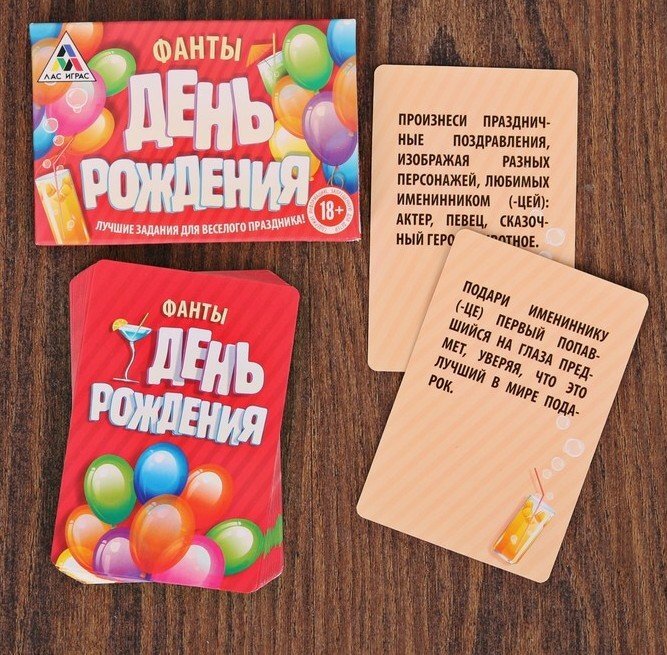 ЛАС ИГРАС
ФАНТЫ
ДЕНЬ
РОЖДЕНИЯ
ЛУЧШИЕ ЗАДАНИЯ ДЛЯ ВЕСЕЛОГО ПРАЗДНИКА!
18+
ПРОИЗНЕСИ ПРАЗДНИЧ-
НЫЕ ПОЗДРАВЛЕНИЯ,
ИЗОБРАЖАЯ РАЗНЫХ
ПЕРСОНАЖЕЙ, ЛЮБИМЫХ
ИМЕНИННИКОМ (-ЦЕЙ):
АКТЕР, ПЕВЕЦ, СКАЗОЧ-
НЫЙ
ФАНТЫ
ДЕНЬ
РОЖДЕНИЯ
ПОДАРИ ИМЕНИННИКУ
(-ЦЕ) ПЕРВЫЙ ПОПАВ-
ШИЙСЯ НА ГЛАЗА ПРЕД-
МЕТ, УВЕРЯЯ, ЧТО ЭТО
ЛУЧШИЙ В МИРЕ ПОДА-
РОК.